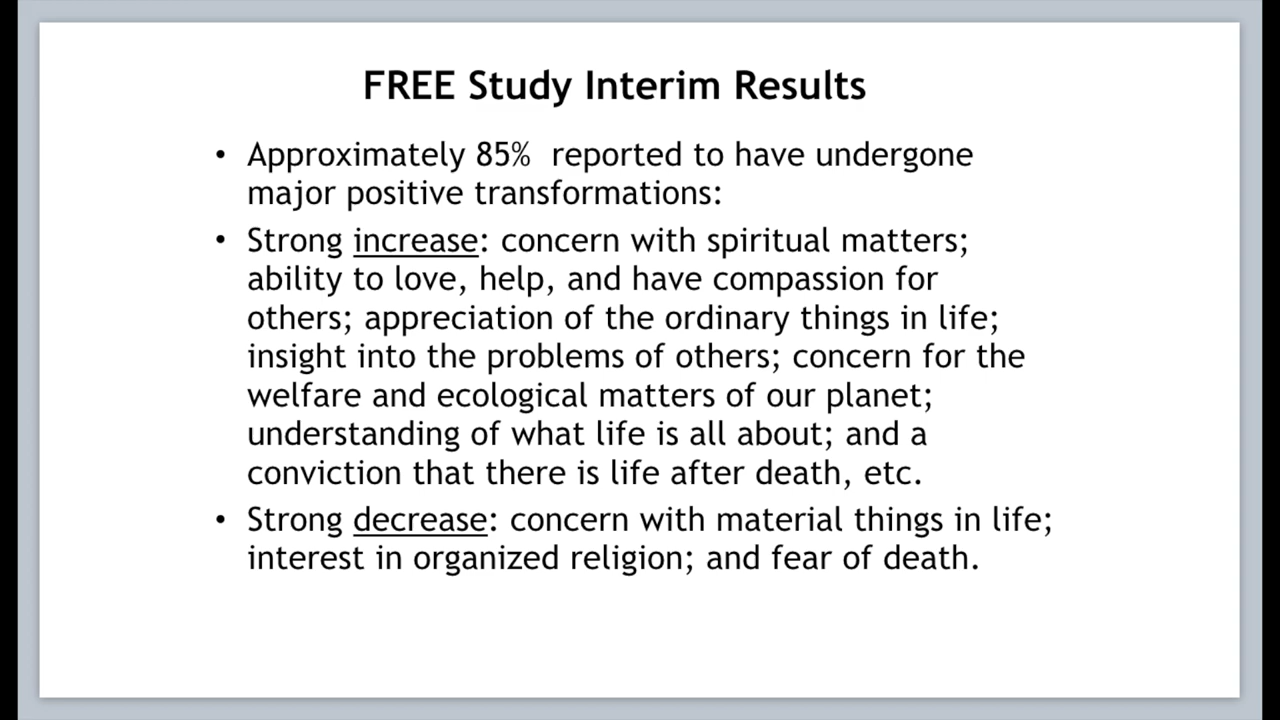 FREE Study Interim Results
• Approximately 85%  reported to have undergone
major positive transformations:
• Strong increase: concern with spiritual matters;
ability to love, help, and have compassion for
others; appreciation of the ordinary things in life;
insight into the problems of others; concern for the
welfare and ecological matters of our planet;
understanding of what life is all about; and a
conviction that there is life after death, etc.
• Strong decrease: concern with material things in life;
interest in organized religion; and fear of death.